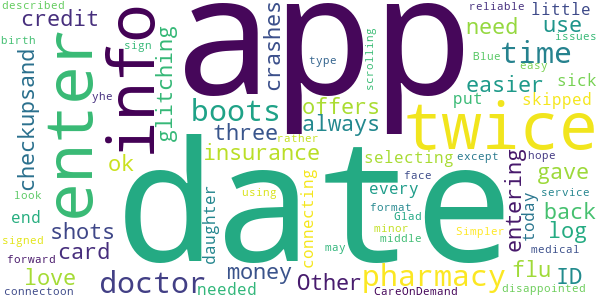 described
credit
birth
yhe
sign
info
enter
checkupsand
glitching
app
crashes
type
scrolling
reliable
little
need
use
time
issues
Blue
easy
easier
sick
put
skipped
boots
offers
always
three
rather
twice
ok
insurance
selecting
except
hope
date
every
face
gave
service
look
end
shots
daughter
using
connecting
format
Glad
minor
middle
entering
today
back
log
medical
signed
forward
card
love
connectoon
doctor
needed
money
Other
may
pharmacy
CareOnDemand
Simpler
flu
ID
disappointed